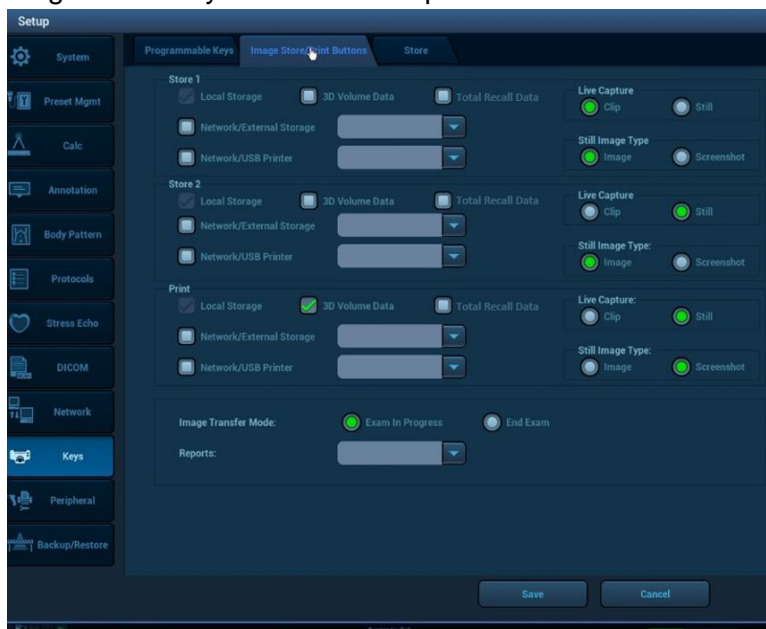 Setup
System
Preset Mgmt
Calc
Annotation
Body Pattern
Protocols
Stress Echo
DICOM
Network
Keys
Peripheral
Backup/Restore
Programmable Keys Image Store/Print Buttons Store
Store 1
Local Storage 3D Volume Data Total Recall Data
Network/External Storage
Network/USB Printer
Live Capture
Clip Still
Still Image Type
Image Screenshot
Store 2
Local Storage 3D Volume Data Total Recall Data
Network/External Storage
Network/USB Printer
Live Capture
Clip Still
Still Image Type:
Image Screenshot
Print
Local Storage 3D Volume Data Total Recall Data
Network/External Storage
Network/USB Printer
Live Capture:
Clip Still
Still Image Type:
Image Screenshot
Image Transfer Mode: Exam In Progress End Exam
Reports:
Save Cancel